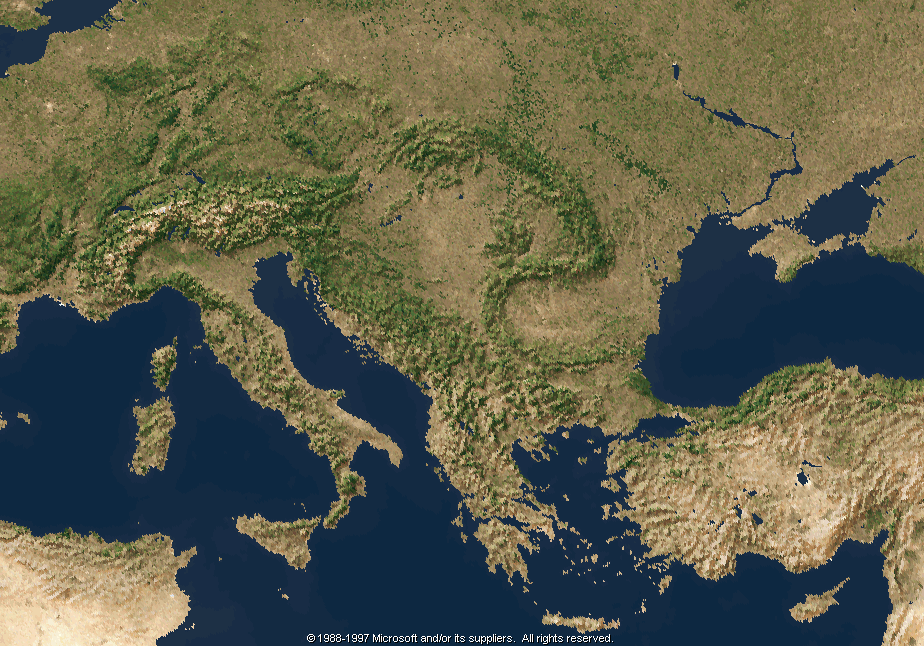 ©1988-1997 Microsoft and/or its suppliers. All rights reserved.